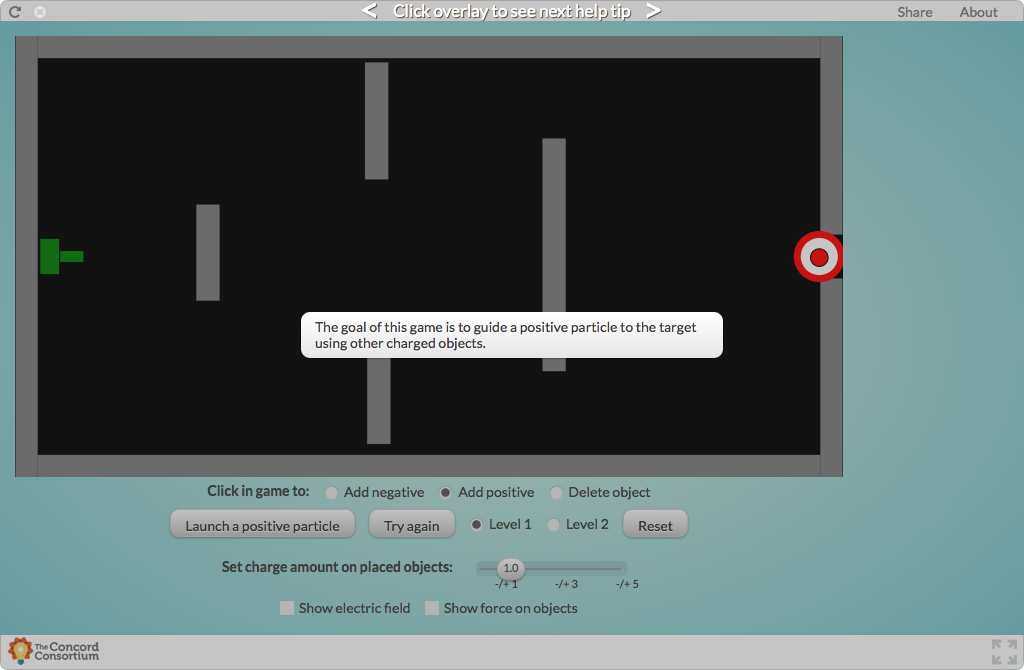 < Click overlay to see next help tip >
Share About
The goal of this game is to guide a positive particle to the target
using other charged objects.
Click in game to: Add negative Add positive Delete object
Launch a positive particle Try again Level 1 Level 2 Reset
Set charge amount on placed objects: 1.0
-/+ 1 -/+ 3 -/+ 5
Show electric field Show force on objects
The Concord
Consortium